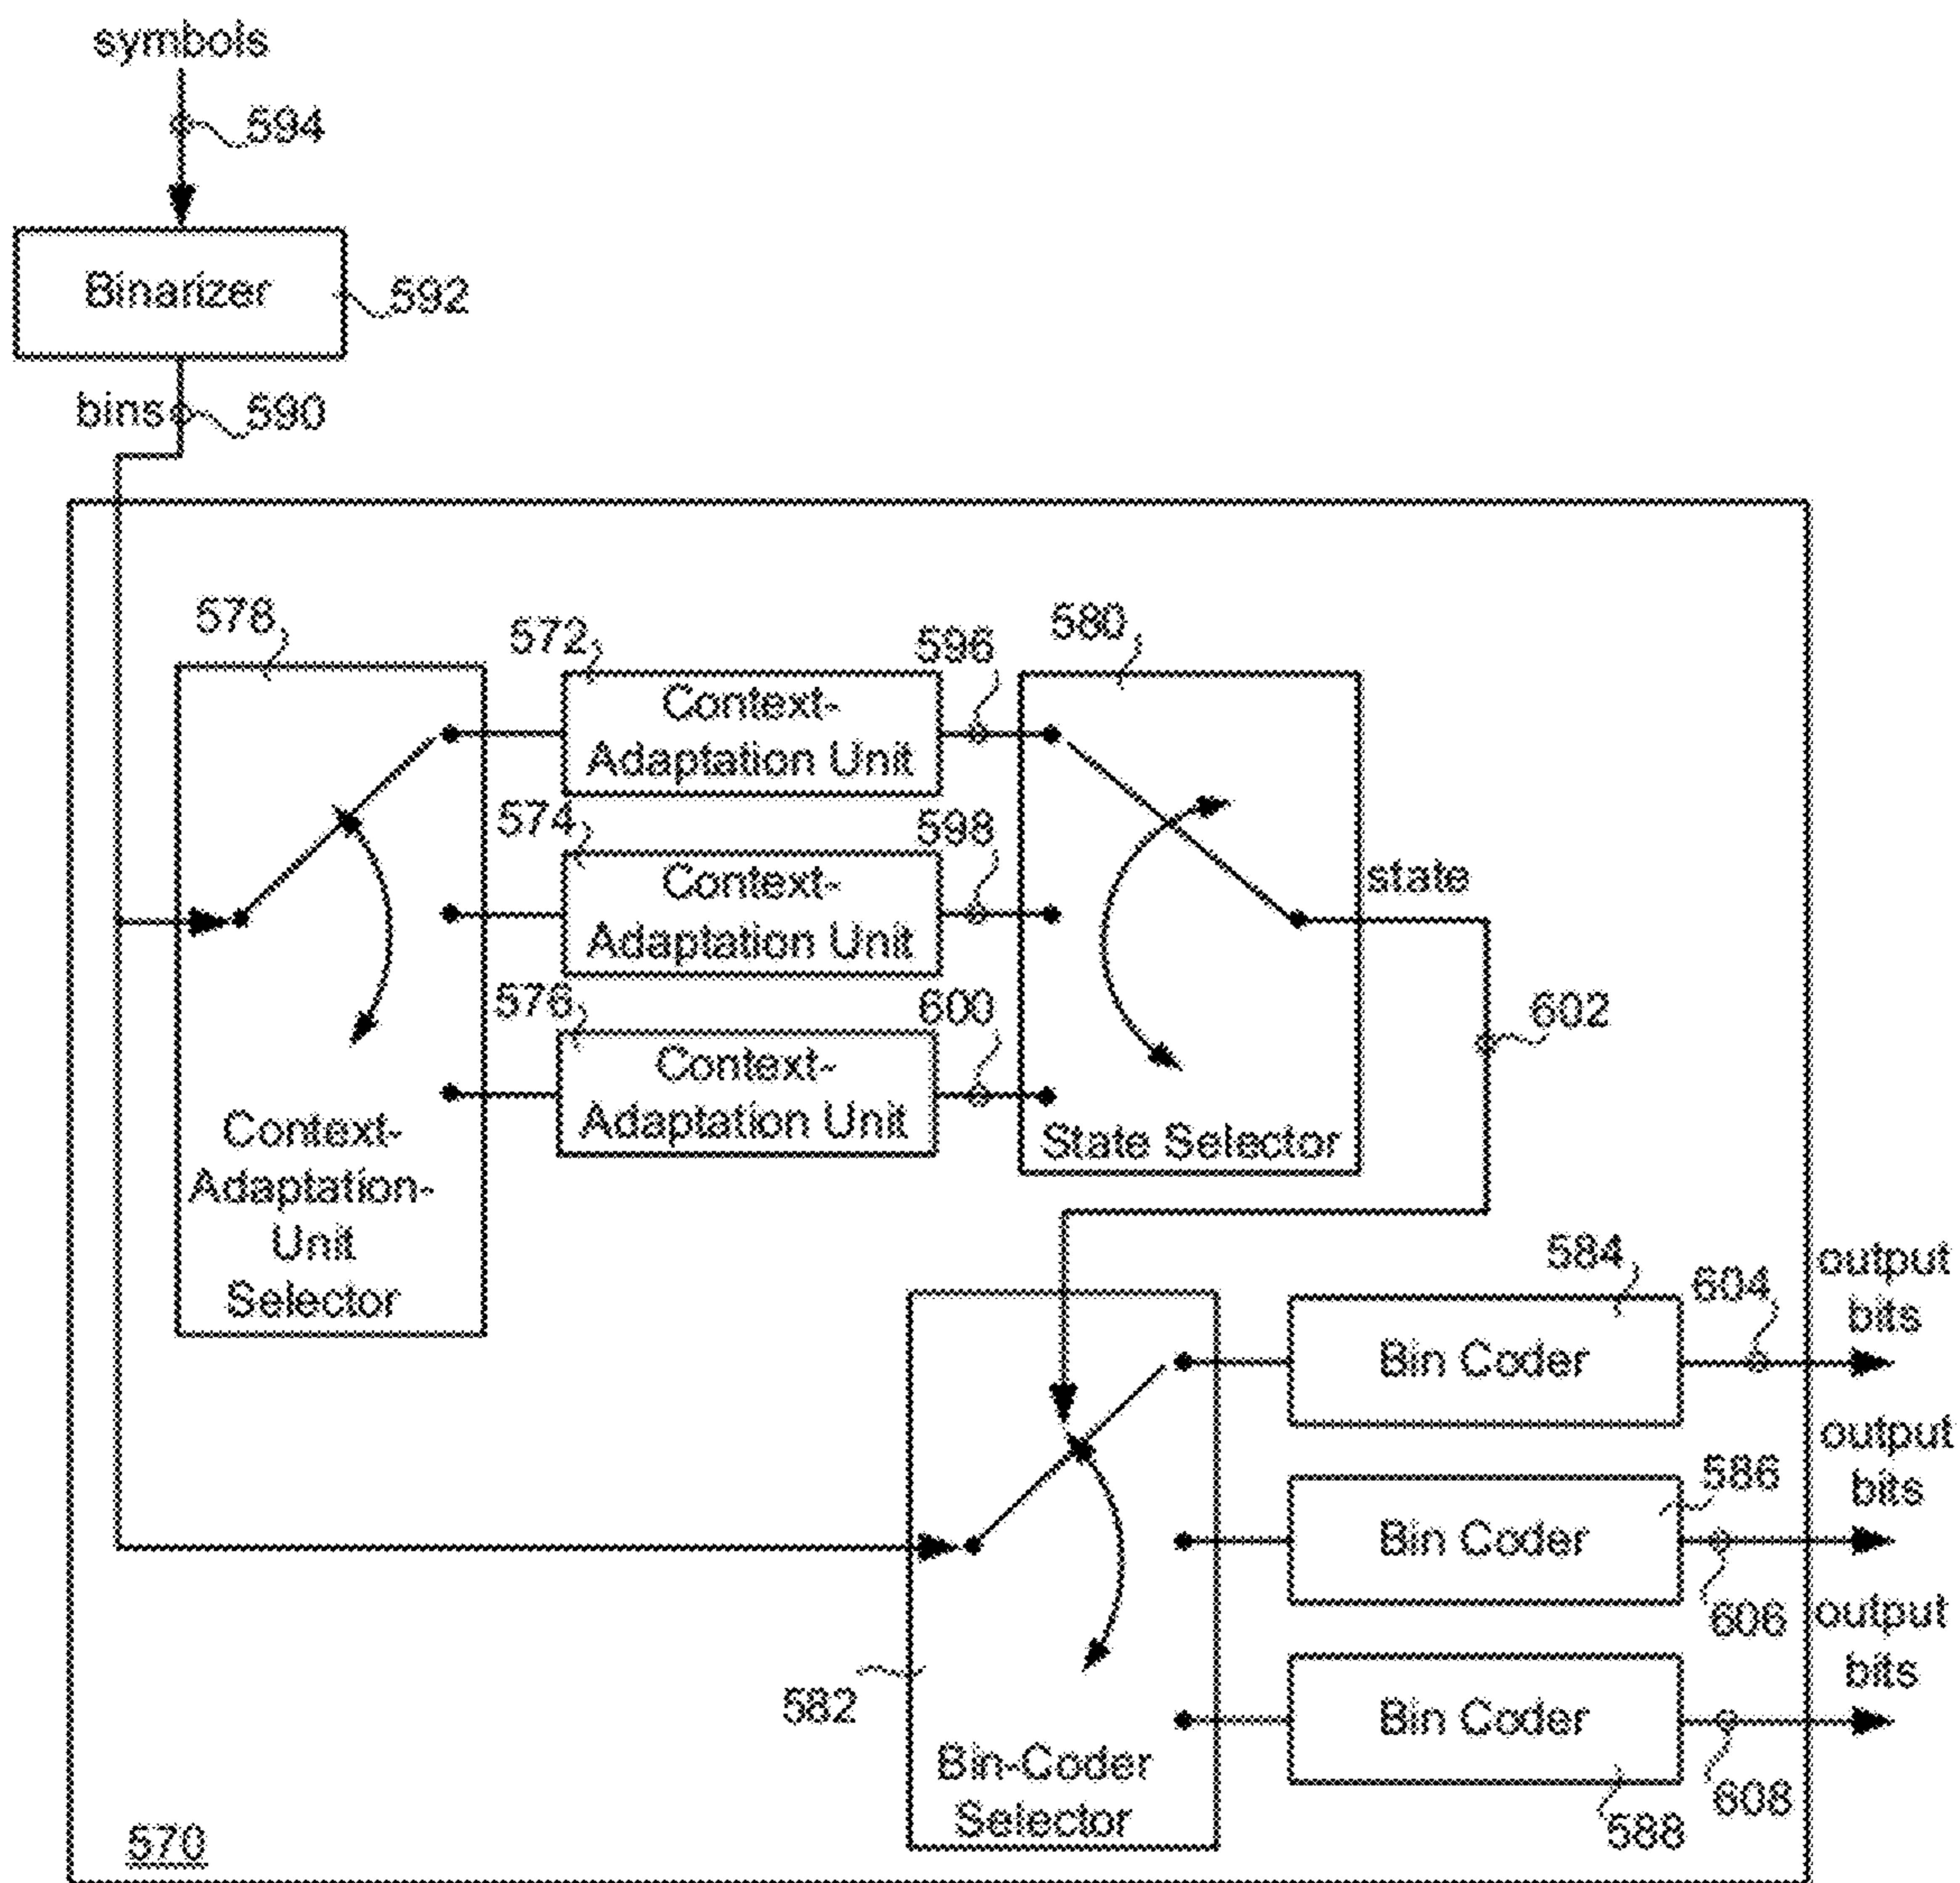 symbols
594
Binarizer
592
bins
590
578
572
596
580
Context-
Adaptation Unit
574
598
Context-
Adaptation Unit
state
576
600
602
Context-
Adaptation Unit
Context-
Adaptation-
Unit
Selector
State Selector
584
604
output
bits
Bin Coder
586
output
bits
Bin Coder
606
output
bits
582
Bin Coder
608
588
Bin-Coder
Selector
570